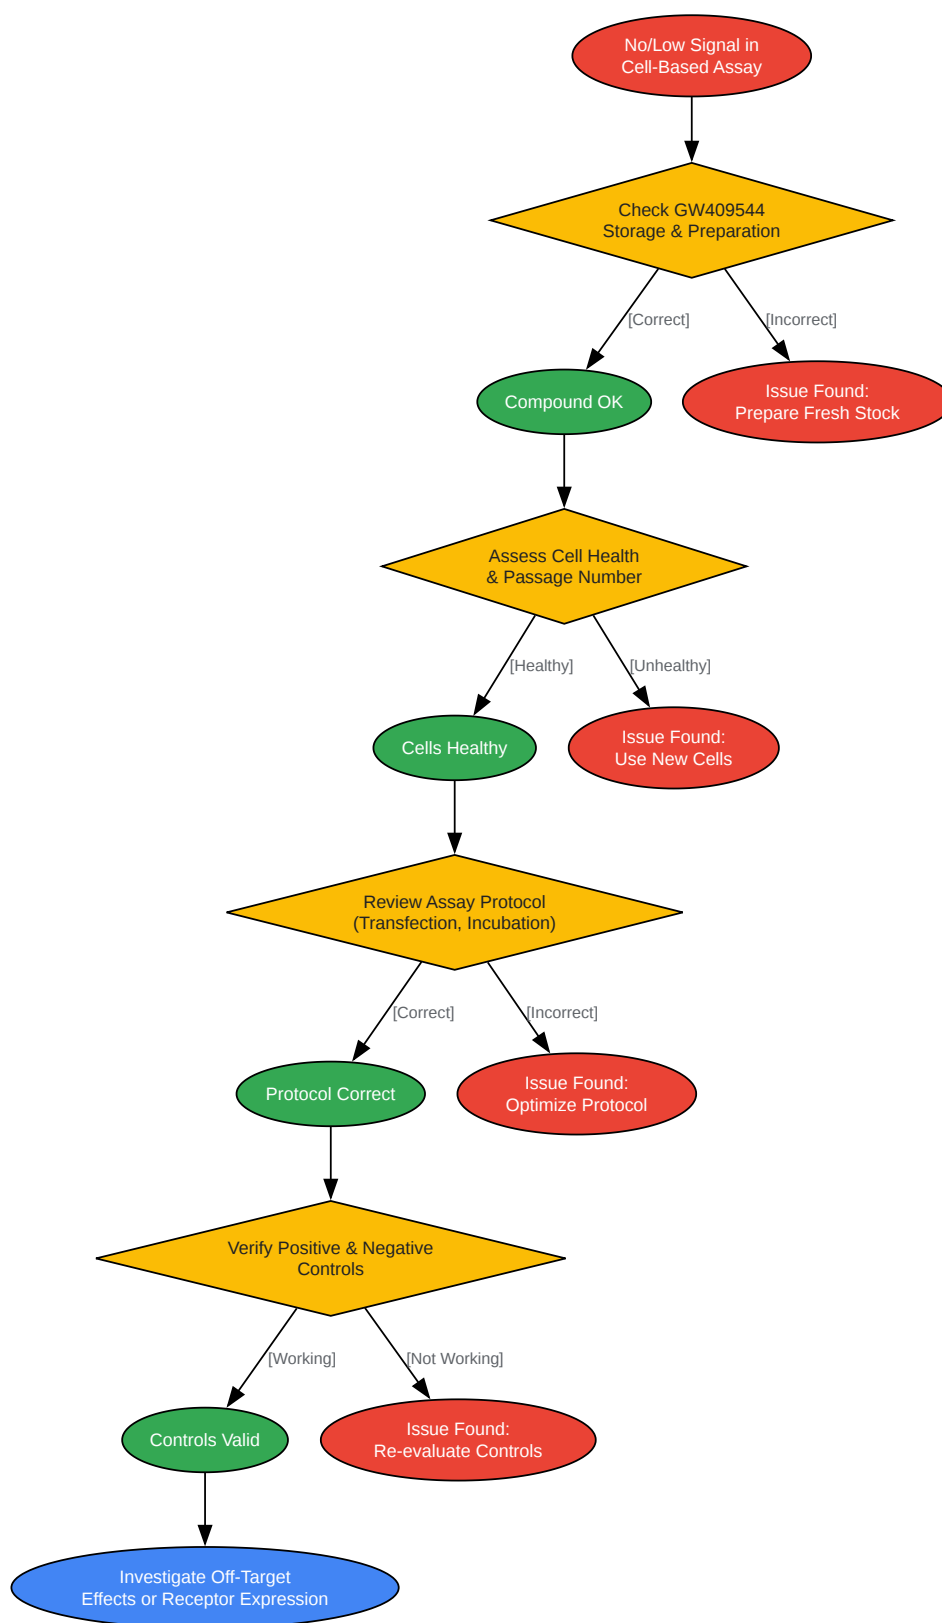 No/Low Signal in
Cell-Based Assay
Check GW409544
Storage & Preparation
[Correct]
[Incorrect]
Compound OK
Issue Found:
Prepare Fresh Stock
Assess Cell Health
& Passage Number
[Healthy]
[Unhealthy]
Cells Healthy
Issue Found:
Use New Cells
Review Assay Protocol
(Transfection, Incubation)
[Correct]
[Incorrect]
Protocol Correct
Issue Found:
Optimize Protocol
Verify Positive & Negative
Controls
[Working]
[Not Working]
Controls Valid
Issue Found:
Re-evaluate Controls
Investigate Off-Target
Effects or Receptor Expression